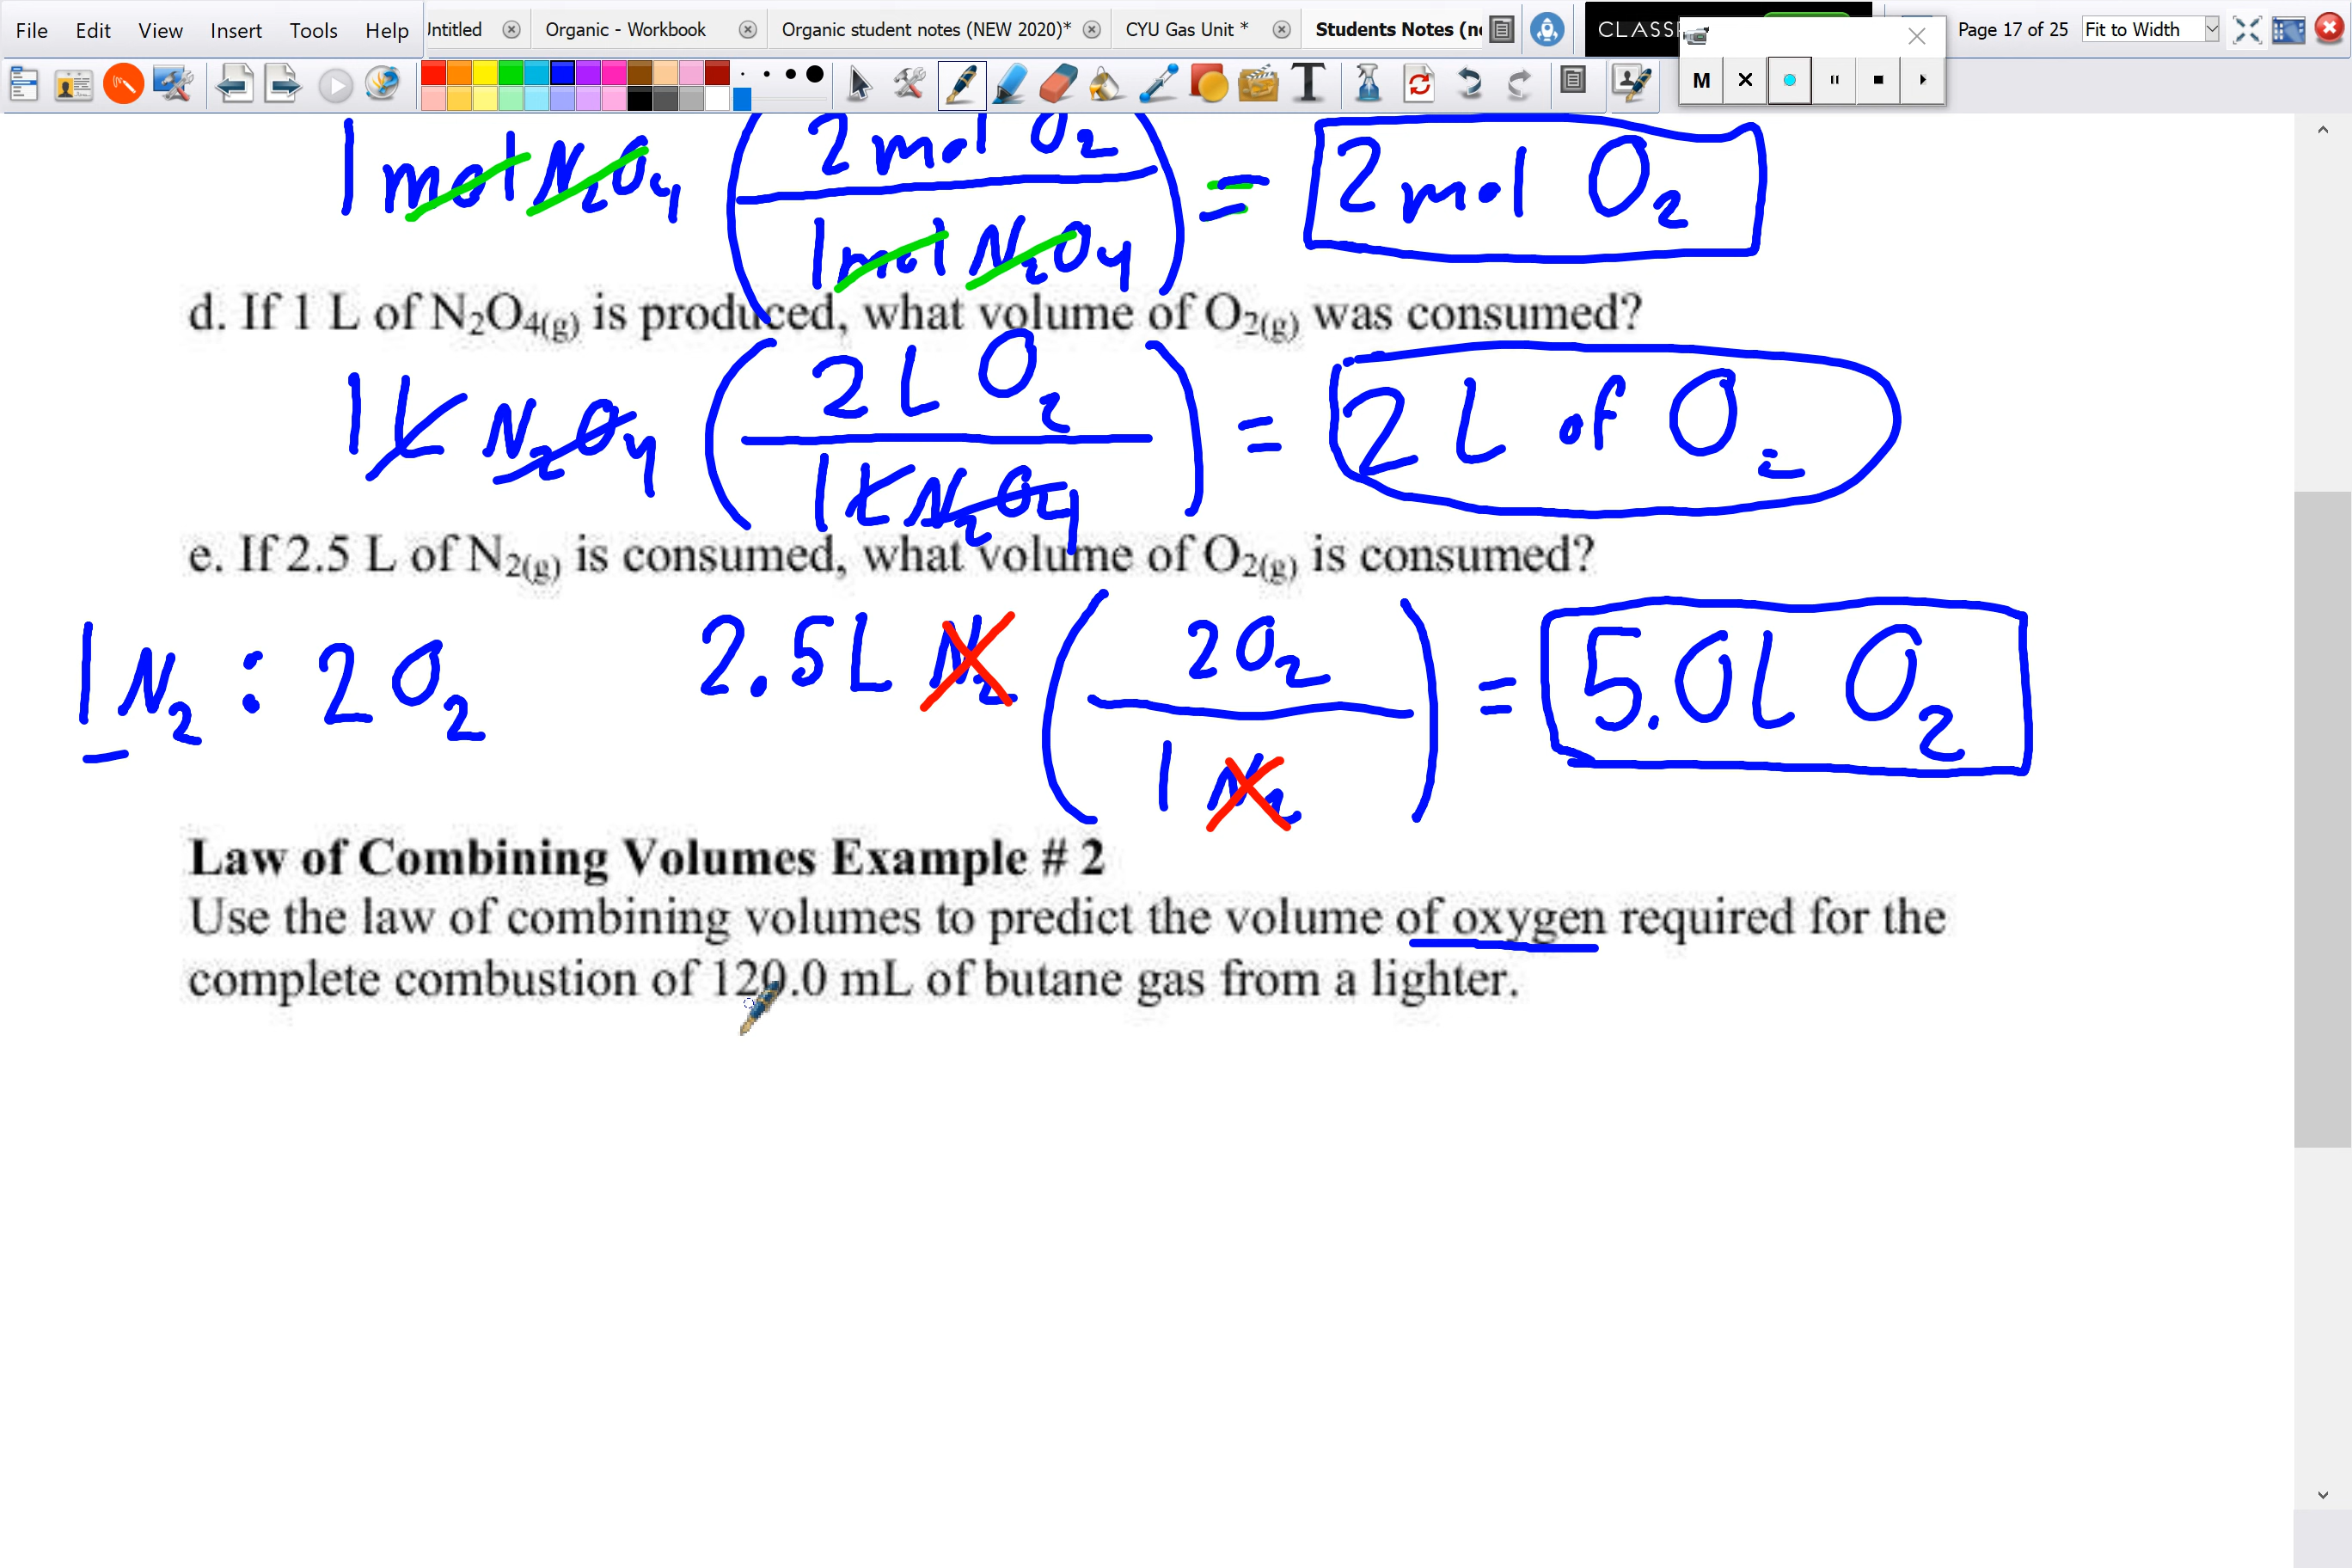 File Edit View Insert Tools Help Untitled Organic - Workbook Organic student notes (NEW 2020)* CYU Gas Unit * Students Notes (n CLASS Page 17 of 25 Fit to Width
M
1 mol N₂O₄ ( 2 mol O₂ / 1 mol N₂O₄ ) = 2 mol O₂
d. If 1 L of N₂O₄(g) is produced, what volume of O₂(g) was consumed?
1 L N₂O₄ ( 2 L O₂ / 1 L N₂O₄ ) = 2 L of O₂
e. If 2.5 L of N₂(g) is consumed, what volume of O₂(g) is consumed?
1 N₂ : 2 O₂ 2.5 L N₂ ( 2 O₂ / 1 N₂ ) = 5.0 L O₂
Law of Combining Volumes Example # 2
Use the law of combining volumes to predict the volume of oxygen required for the
complete combustion of 120.0 mL of butane gas from a lighter.